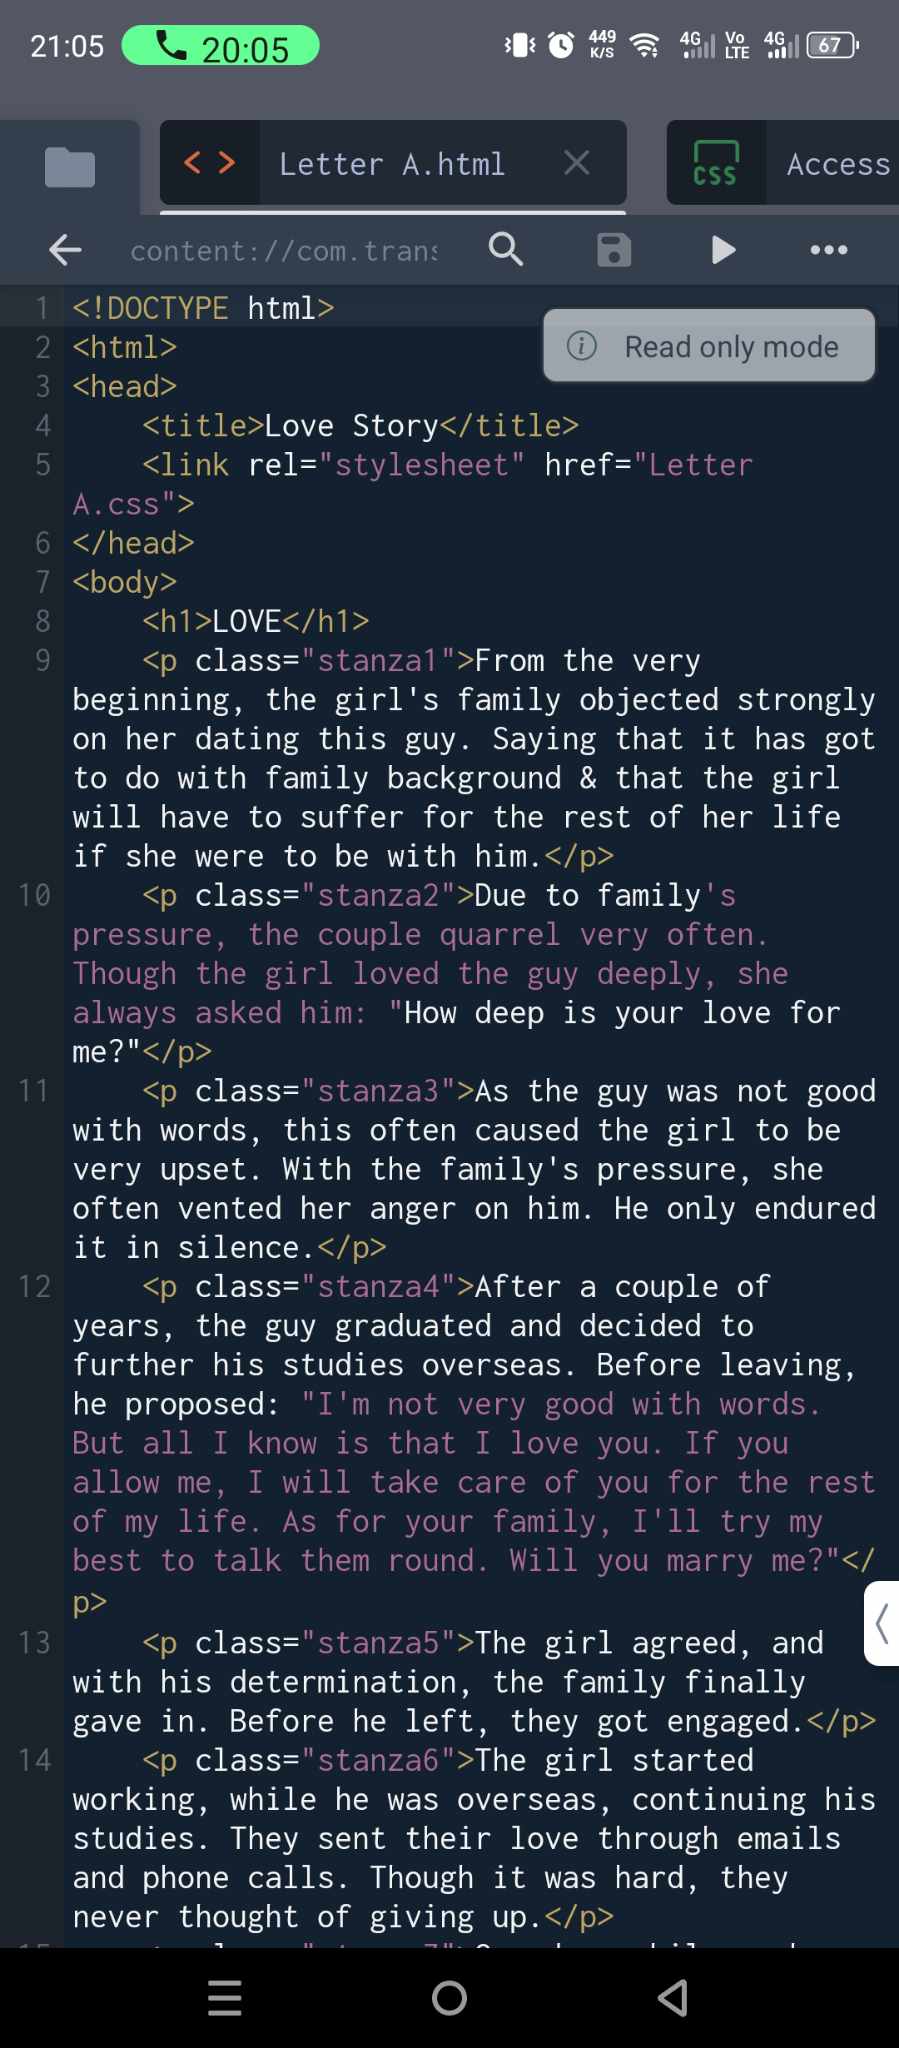 21:05 20:05 449 K/S 4G Vo LTE 4G 67
< > Letter A.html × CSS Access
content://com.trans
1 <!DOCTYPE html>
Read only mode
2 <html>
3 <head>
4 <title>Love Story</title>
5 <link rel="stylesheet" href="Letter
A.css">
6 </head>
7 <body>
8 <h1>LOVE</h1>
9 <p class="stanza1">From the very
beginning, the girl's family objected strongly
on her dating this guy. Saying that it has got
to do with family background & that the girl
will have to suffer for the rest of her life
if she were to be with him.</p>
10 <p class="stanza2">Due to family's
pressure, the couple quarrel very often.
Though the girl loved the guy deeply, she
always asked him: "How deep is your love for
me?"</p>
11 <p class="stanza3">As the guy was not good
with words, this often caused the girl to be
very upset. With the family's pressure, she
often vented her anger on him. He only endured
it in silence.</p>
12 <p class="stanza4">After a couple of
years, the guy graduated and decided to
further his studies overseas. Before leaving,
he proposed: "I'm not very good with words.
But all I know is that I love you. If you
allow me, I will take care of you for the rest
of my life. As for your family, I'll try my
best to talk them round. Will you marry me?"</
p>
13 <p class="stanza5">The girl agreed, and
with his determination, the family finally
gave in. Before he left, they got engaged.</p>
14 <p class="stanza6">The girl started
working, while he was overseas, continuing his
studies. They sent their love through emails
and phone calls. Though it was hard, they
never thought of giving up.</p>